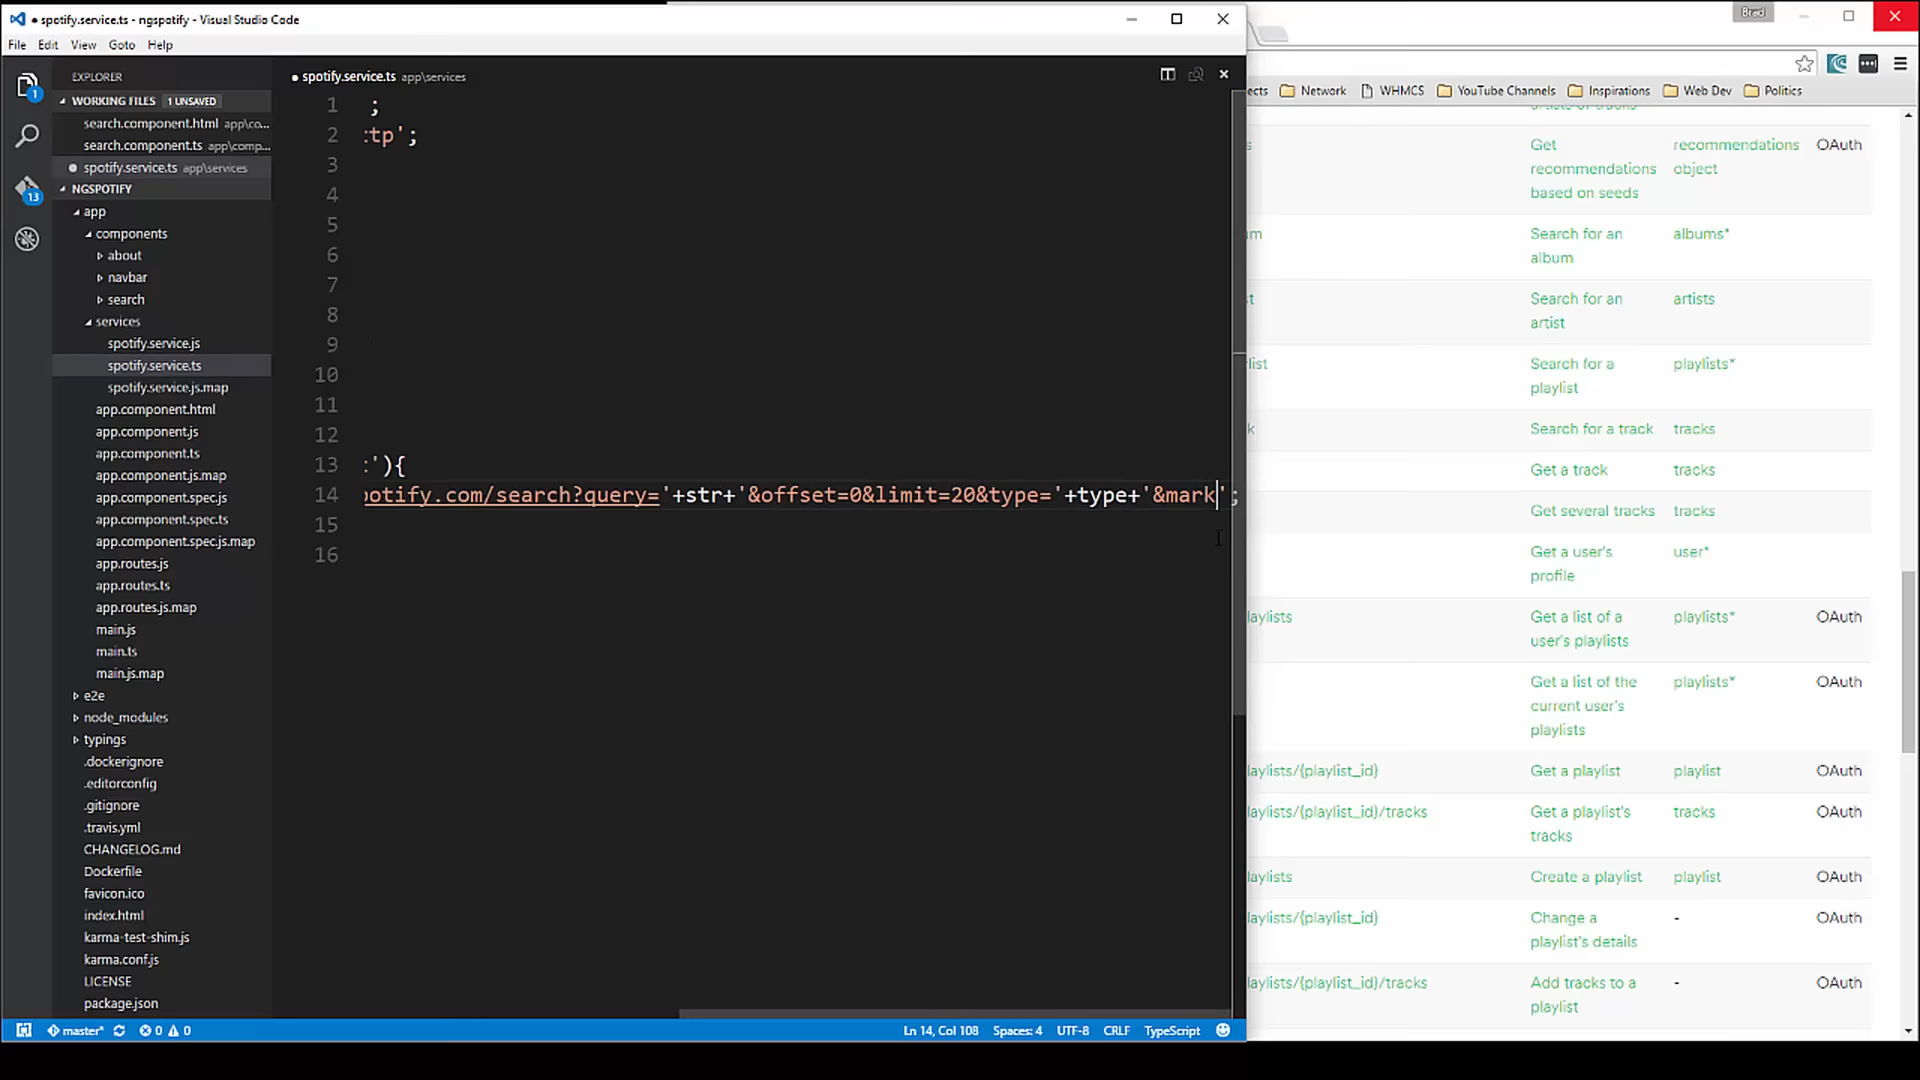 ● spotify.service.ts - ngspotify - Visual Studio Code
File Edit View Goto Help
EXPLORER
WORKING FILES 1 UNSAVED
search.component.html app\co...
search.component.ts app\comp...
spotify.service.ts app\services
NGSPOTIFY
app
components
about
navbar
search
services
spotify.service.js
spotify.service.ts
spotify.service.js.map
app.component.html
app.component.js
app.component.ts
app.component.js.map
app.component.spec.js
app.component.spec.ts
app.component.spec.js.map
app.routes.js
app.routes.ts
app.routes.js.map
main.js
main.ts
main.js.map
e2e
node_modules
typings
.dockerignore
.editorconfig
.gitignore
.travis.yml
CHANGELOG.md
Dockerfile
favicon.ico
index.html
karma-test-shim.js
karma.conf.js
LICENSE
package.json
1
13
● spotify.service.ts app\services
1 ;
2 :tp';
3
4
5
6
7
8
9
10
11
12
13 :'){
14 potify.com/search?query='+str+'&offset=0&limit=20&type='+type+'&mark';
15
16
master* 0 0 Ln 14, Col 108 Spaces: 4 UTF-8 CRLF TypeScript
Brad
ects Network WHMCS YouTube Channels Inspirations Web Dev Politics
artists or tracks
s Get recommendations object OAuth
recommendations
based on seeds
um Search for an albums*
album
st Search for an artists
artist
list Search for a playlists*
playlist
k Search for a track tracks
Get a track tracks
Get several tracks tracks
Get a user's user*
profile
laylists Get a list of a playlists* OAuth
user's playlists
Get a list of the playlists* OAuth
current user's
playlists
laylists/{playlist_id} Get a playlist playlist OAuth
laylists/{playlist_id}/tracks Get a playlist's tracks OAuth
tracks
laylists Create a playlist playlist OAuth
laylists/{playlist_id} Change a - OAuth
playlist's details
laylists/{playlist_id}/tracks Add tracks to a - OAuth
playlist